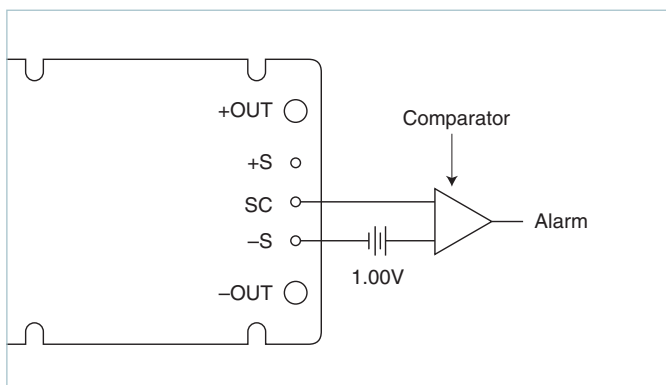 +OUT
Comparator
+S
SC
Alarm
–S
1.00V
–OUT